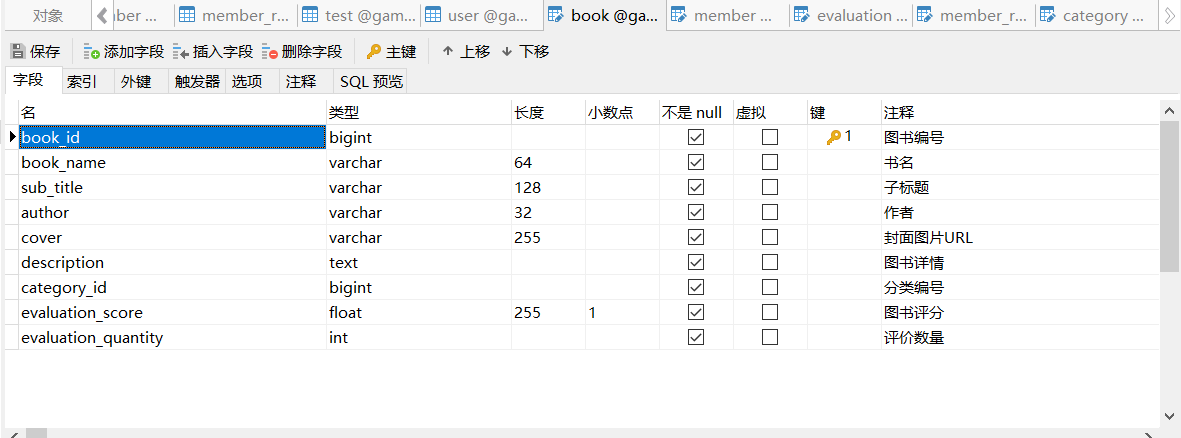 对象 nber ... member_r... test @gam... user @ga... book @ga... member ... evaluation ... member_r... category ...
保存 添加字段 插入字段 删除字段 主键 上移 下移
字段 索引 外键 触发器 选项 注释 SQL 预览
名 类型 长度 小数点 不是 null 虚拟 键 注释
book_id bigint 1 图书编号
book_name varchar 64 书名
sub_title varchar 128 子标题
author varchar 32 作者
cover varchar 255 封面图片URL
description text 图书详情
category_id bigint 分类编号
evaluation_score float 255 1 图书评分
evaluation_quantity int 评价数量